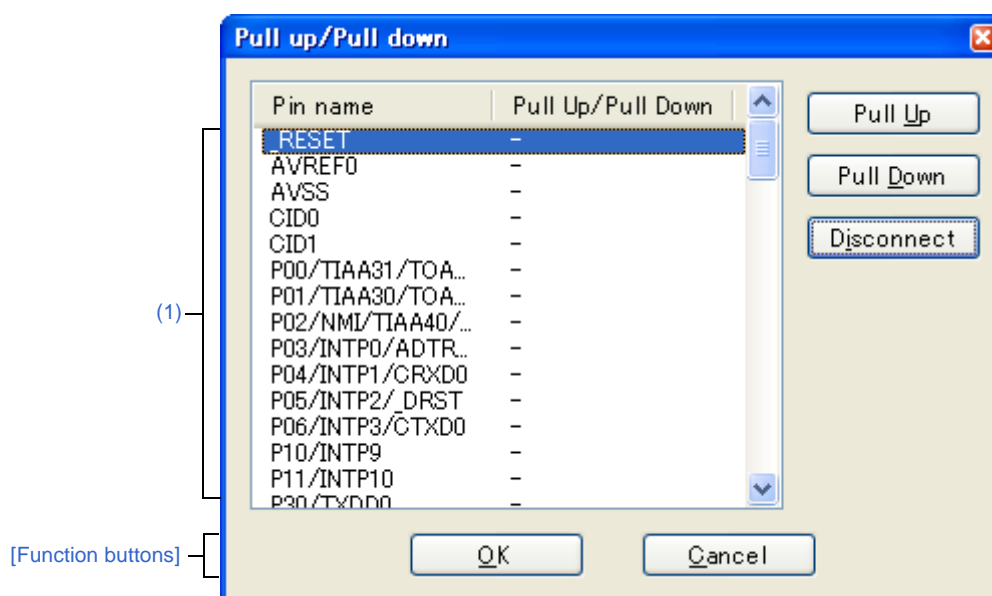 Pull up/Pull down
Pin name Pull Up/Pull Down
_RESET -
AVREF0 -
AVSS -
CID0 -
CID1 -
P00/TIAA31/TOA... -
P01/TIAA30/TOA... -
P02/NMI/TIAA40/... -
P03/INTP0/ADTR... -
P04/INTP1/CRXD0 -
P05/INTP2/_DRST -
P06/INTP3/CTXD0 -
P10/INTP9 -
P11/INTP10 -
P30/TXDD0 -
Pull Up
Pull Down
Disconnect
(1)
[Function buttons]
OK Cancel